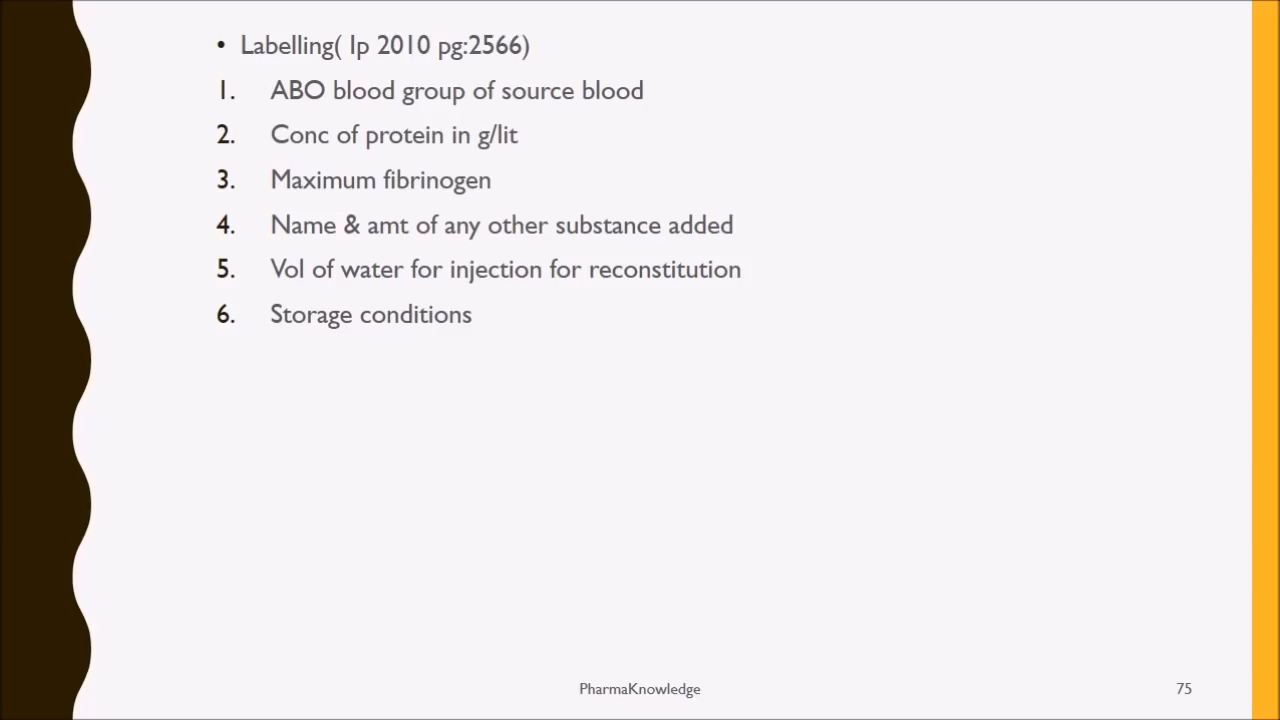 • Labelling( Ip 2010 pg:2566)
1. ABO blood group of source blood
2. Conc of protein in g/lit
3. Maximum fibrinogen
4. Name & amt of any other substance added
5. Vol of water for injection for reconstitution
6. Storage conditions
PharmaKnowledge
75